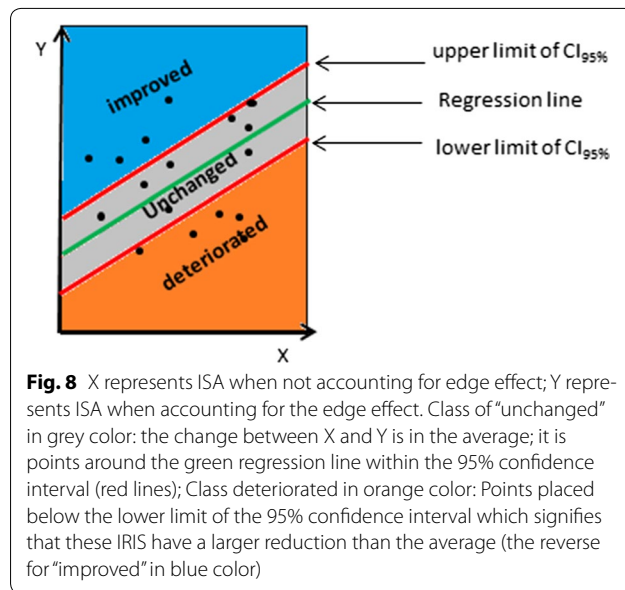 Y
improved
Unchanged
deteriorated
X
upper limit of CI95%
Regression line
lower limit of CI95%
Fig. 8 X represents ISA when not accounting for edge effect; Y repre-
sents ISA when accounting for the edge effect. Class of “unchanged”
in grey color: the change between X and Y is in the average; it is
points around the green regression line within the 95% confidence
interval (red lines); Class deteriorated in orange color: Points placed
below the lower limit of the 95% confidence interval which signifies
that these IRIS have a larger reduction than the average (the reverse
for “improved” in blue color)